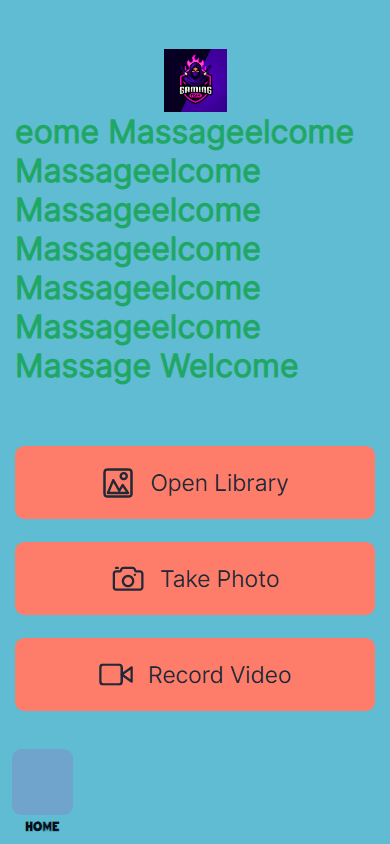 GAMING
eome Massageelcome
Massageelcome
Massageelcome
Massageelcome
Massageelcome
Massageelcome
Massage Welcome
Open Library
Take Photo
Record Video
HOME